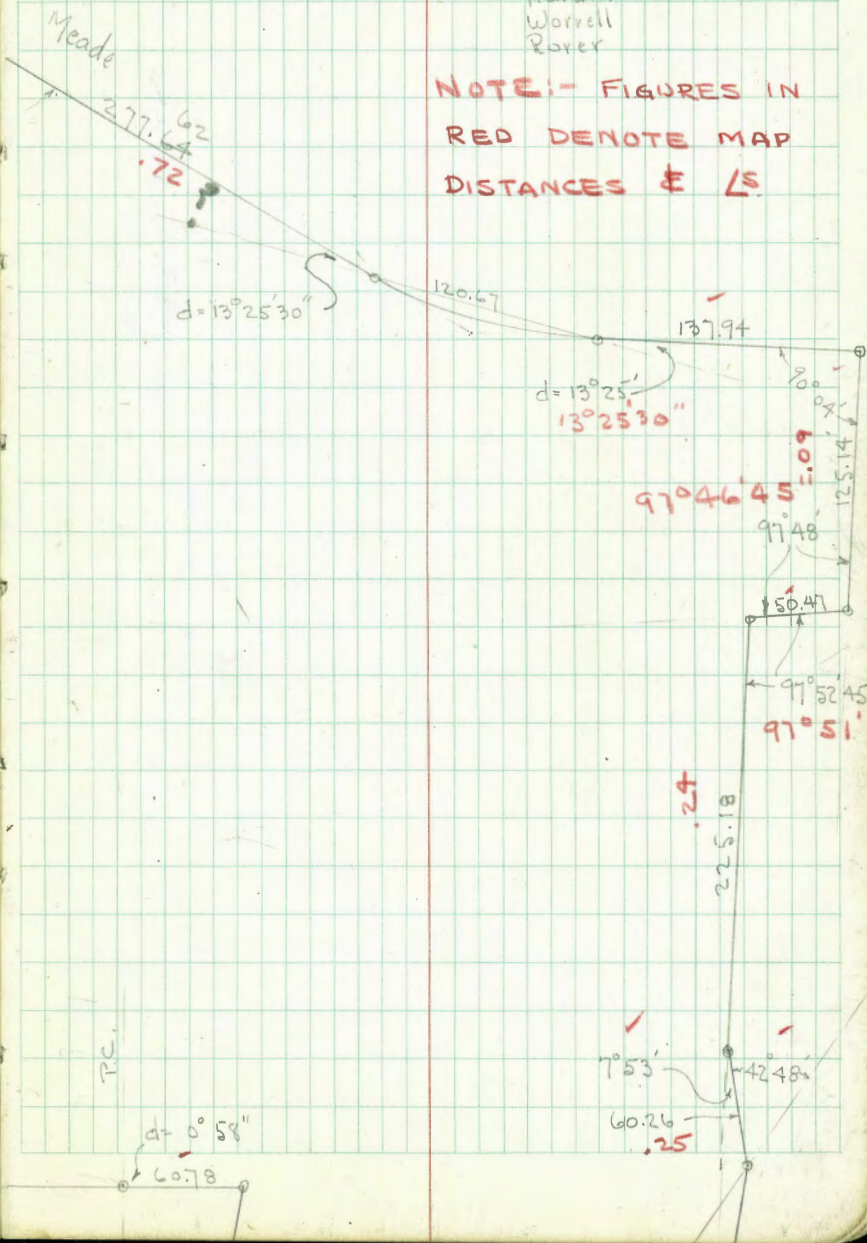 Worrell
Rover
Meade
NOTE:- FIGURES IN
RED DENOTE MAP
DISTANCES & ∠s
277.64
62
.72
?
d=13°25'30"
120.67
137.94
d=13°25'
13°25'30"
90°04'
125.14
.09
97°46'45"
97°48'
50.47
97°52'45
97°51'
.24
225.18
7°53'
42°48'
60.26
.25
P.C.
d= 0°58"
60.78